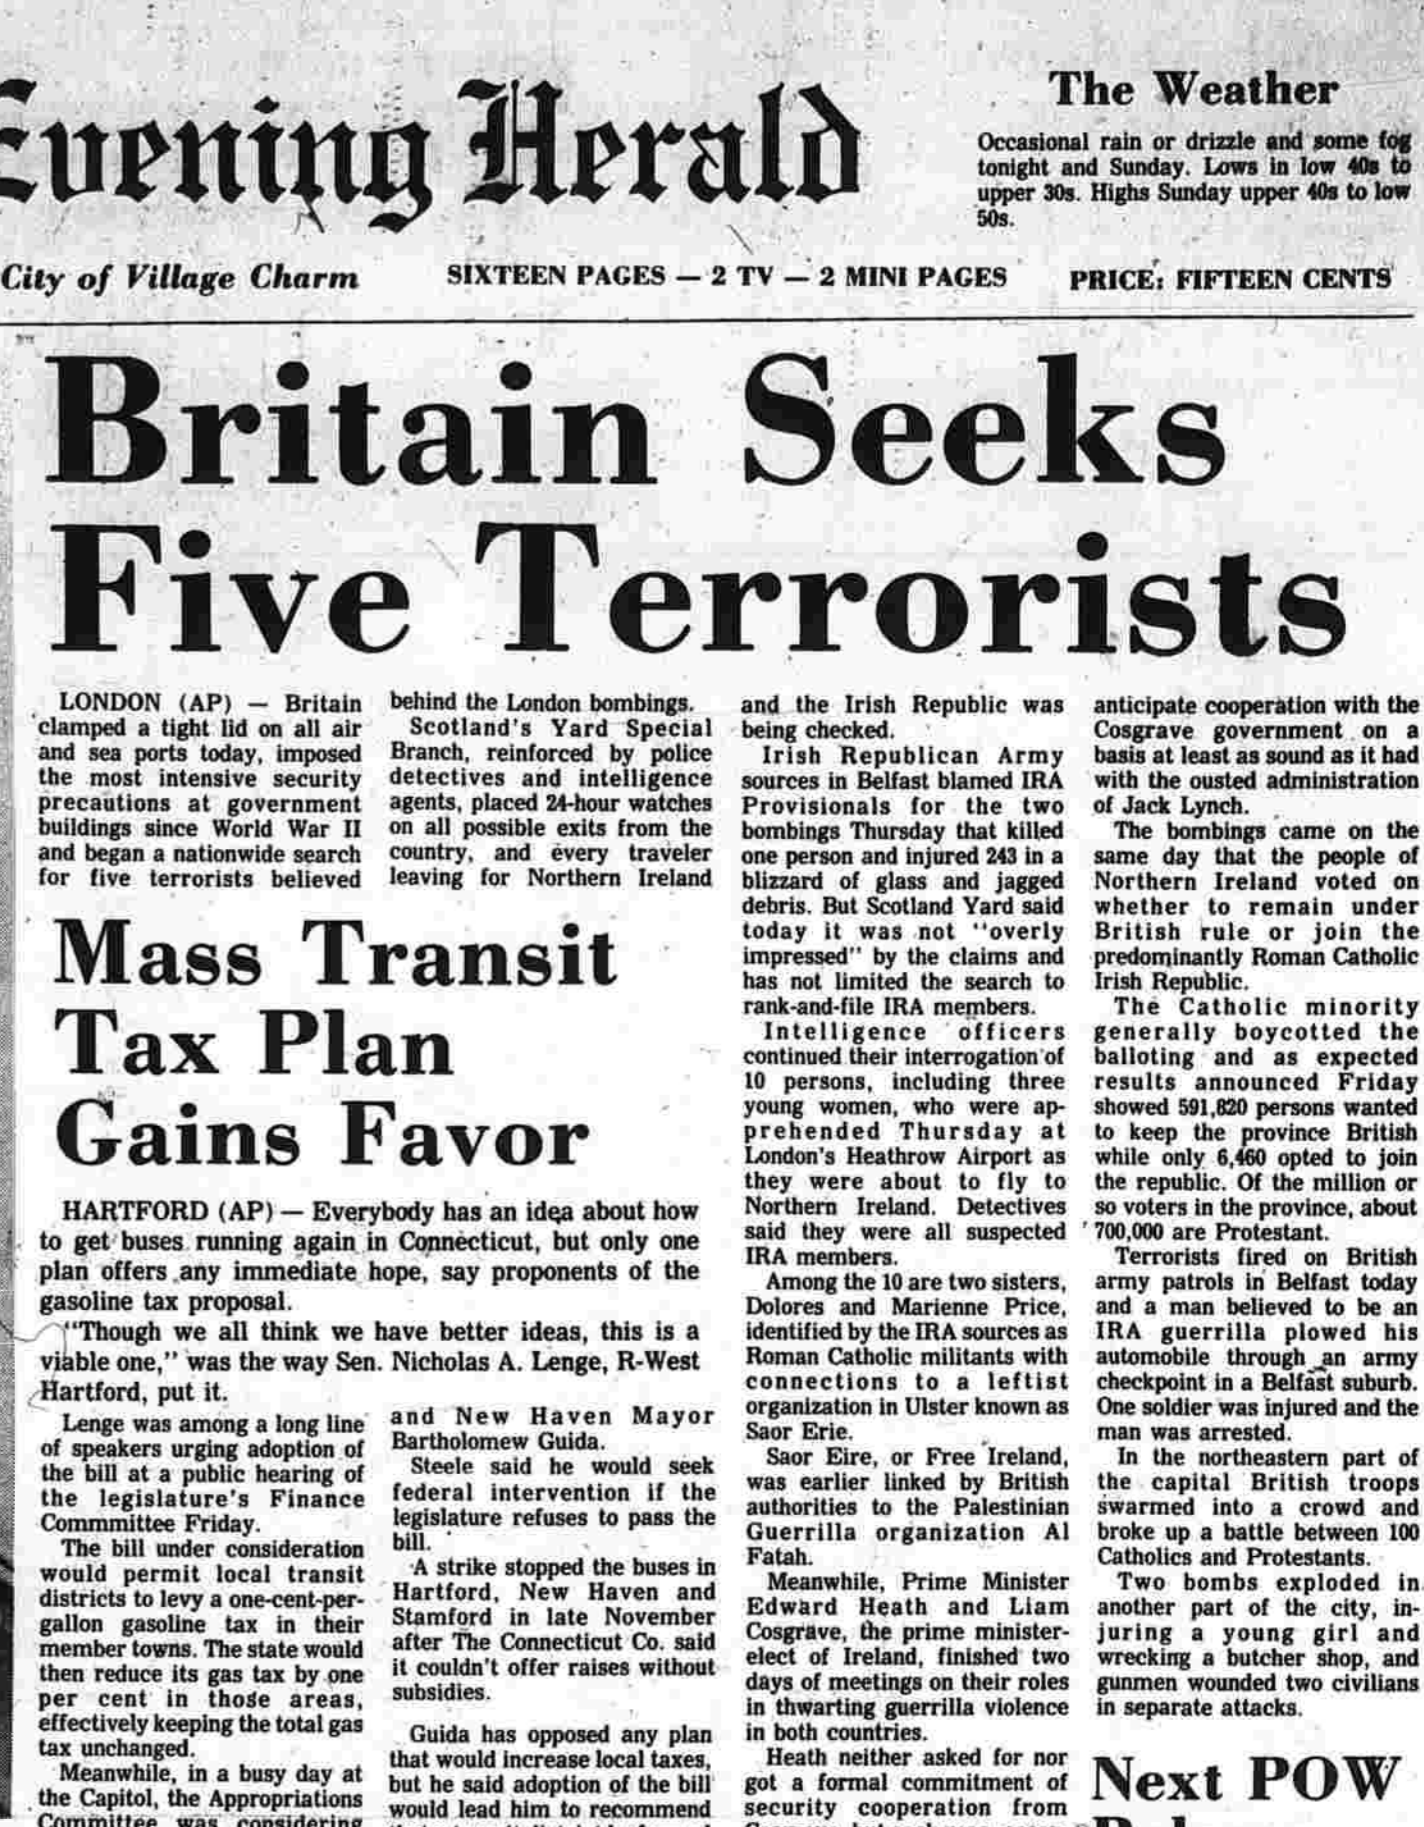 Evening Herald
The Weather
Occasional rain or drizzle and some fog
tonight and Sunday. Lows in low 40s to
upper 30s. Highs Sunday upper 40s to low
50s.
City of Village Charm
SIXTEEN PAGES — 2 TV — 2 MINI PAGES
PRICE: FIFTEEN CENTS
Britain Seeks
Five Terrorists
LONDON (AP) — Britain
clamped a tight lid on all air
and sea ports today, imposed
the most intensive security
precautions at government
buildings since World War II
and began a nationwide search
for five terrorists believed
behind the London bombings.
Scotland's Yard Special
Branch, reinforced by police
detectives and intelligence
agents, placed 24-hour watches
on all possible exits from the
country, and every traveler
leaving for Northern Ireland
and the Irish Republic was
being checked.
Irish Republican Army
sources in Belfast blamed IRA
Provisionals for the two
bombings Thursday that killed
one person and injured 243 in a
blizzard of glass and jagged
debris. But Scotland Yard said
today it was not "overly
impressed" by the claims and
has not limited the search to
rank-and-file IRA members.
Intelligence officers
continued their interrogation of
10 persons, including three
young women, who were ap-
prehended Thursday at
London's Heathrow Airport as
they were about to fly to
Northern Ireland. Detectives
said they were all suspected
IRA members.
Among the 10 are two sisters,
Dolores and Marienne Price,
identified by the IRA sources as
Roman Catholic militants with
connections to a leftist
organization in Ulster known as
Saor Erie.
Saor Eire, or Free Ireland,
was earlier linked by British
authorities to the Palestinian
Guerrilla organization Al
Fatah.
Meanwhile, Prime Minister
Edward Heath and Liam
Cosgrave, the prime minister-
elect of Ireland, finished two
days of meetings on their roles
in thwarting guerrilla violence
in both countries.
Heath neither asked for nor
got a formal commitment of
security cooperation from
anticipate cooperation with the
Cosgrave government on a
basis at least as sound as it had
with the ousted administration
of Jack Lynch.
The bombings came on the
same day that the people of
Northern Ireland voted on
whether to remain under
British rule or join the
predominantly Roman Catholic
Irish Republic.
The Catholic minority
generally boycotted the
balloting and as expected
results announced Friday
showed 591,820 persons wanted
to keep the province British
while only 6,460 opted to join
the republic. Of the million or
so voters in the province, about
700,000 are Protestant.
Terrorists fired on British
army patrols in Belfast today
and a man believed to be an
IRA guerrilla plowed his
automobile through an army
checkpoint in a Belfast suburb.
One soldier was injured and the
man was arrested.
In the northeastern part of
the capital British troops
swarmed into a crowd and
broke up a battle between 100
Catholics and Protestants.
Two bombs exploded in
another part of the city, in-
juring a young girl and
wrecking a butcher shop, and
gunmen wounded two civilians
in separate attacks.
Mass Transit
Tax Plan
Gains Favor
HARTFORD (AP) — Everybody has an idea about how
to get buses running again in Connecticut, but only one
plan offers any immediate hope, say proponents of the
gasoline tax proposal.
"Though we all think we have better ideas, this is a
viable one," was the way Sen. Nicholas A. Lenge, R-West
Hartford, put it.
Lenge was among a long line
of speakers urging adoption of
the bill at a public hearing of
the legislature's Finance
Commmittee Friday.
The bill under consideration
would permit local transit
districts to levy a one-cent-per-
gallon gasoline tax in their
member towns. The state would
then reduce its gas tax by one
per cent in those areas,
effectively keeping the total gas
tax unchanged.
Meanwhile, in a busy day at
the Capitol, the Appropriations
Committee was considering
and New Haven Mayor
Bartholomew Guida.
Steele said he would seek
federal intervention if the
legislature refuses to pass the
bill.
A strike stopped the buses in
Hartford, New Haven and
Stamford in late November
after The Connecticut Co. said
it couldn't offer raises without
subsidies.
Guida has opposed any plan
that would increase local taxes,
but he said adoption of the bill
would lead him to recommend
Next POW